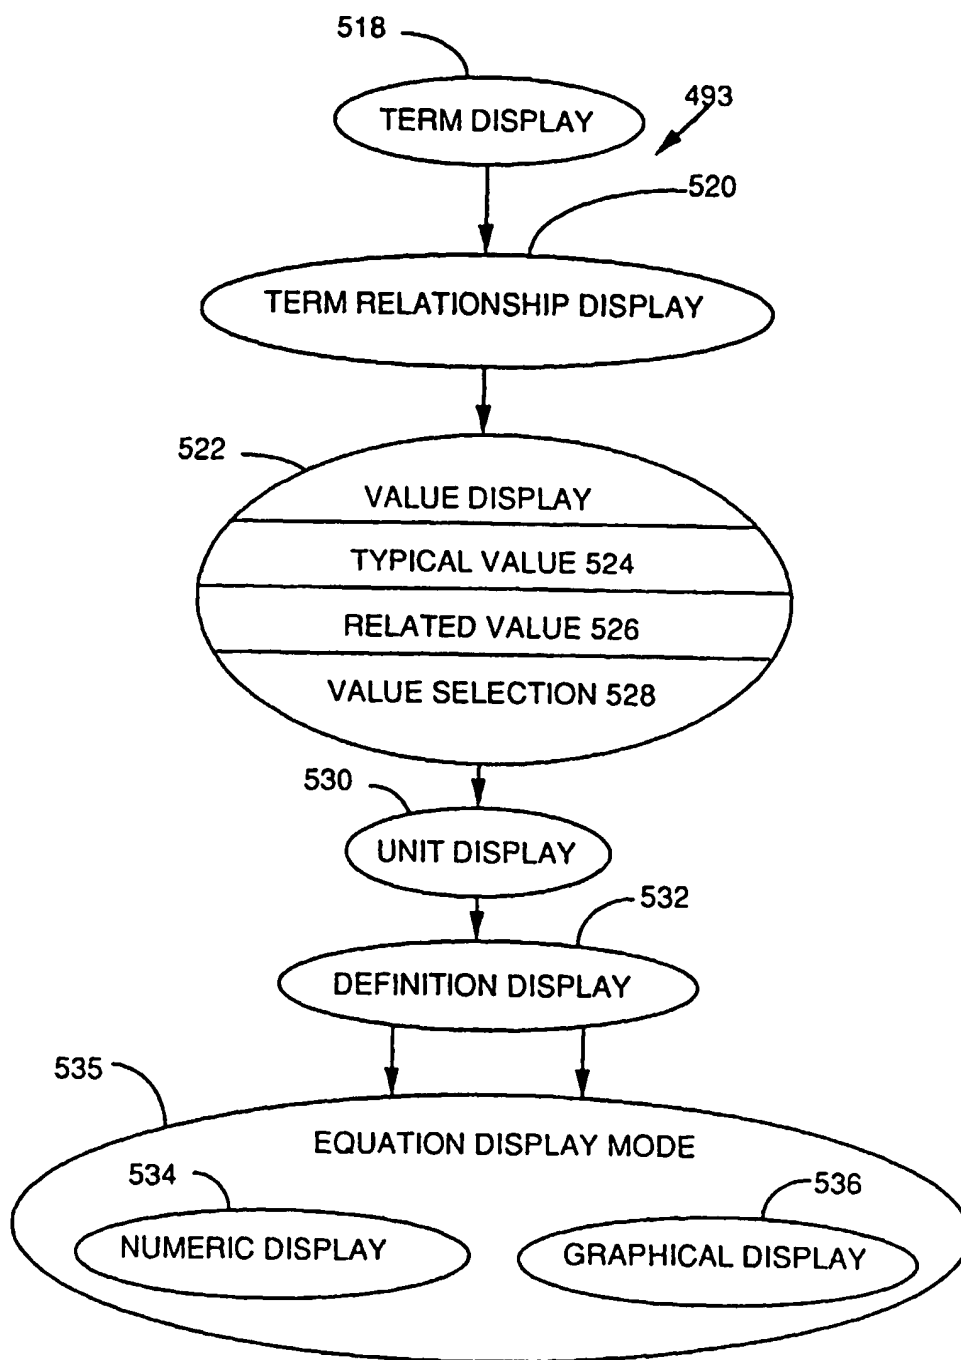 518
TERM DISPLAY
493
520
TERM RELATIONSHIP DISPLAY
522
VALUE DISPLAY
TYPICAL VALUE 524
RELATED VALUE 526
VALUE SELECTION 528
530
UNIT DISPLAY
532
DEFINITION DISPLAY
535
EQUATION DISPLAY MODE
534
536
NUMERIC DISPLAY
GRAPHICAL DISPLAY